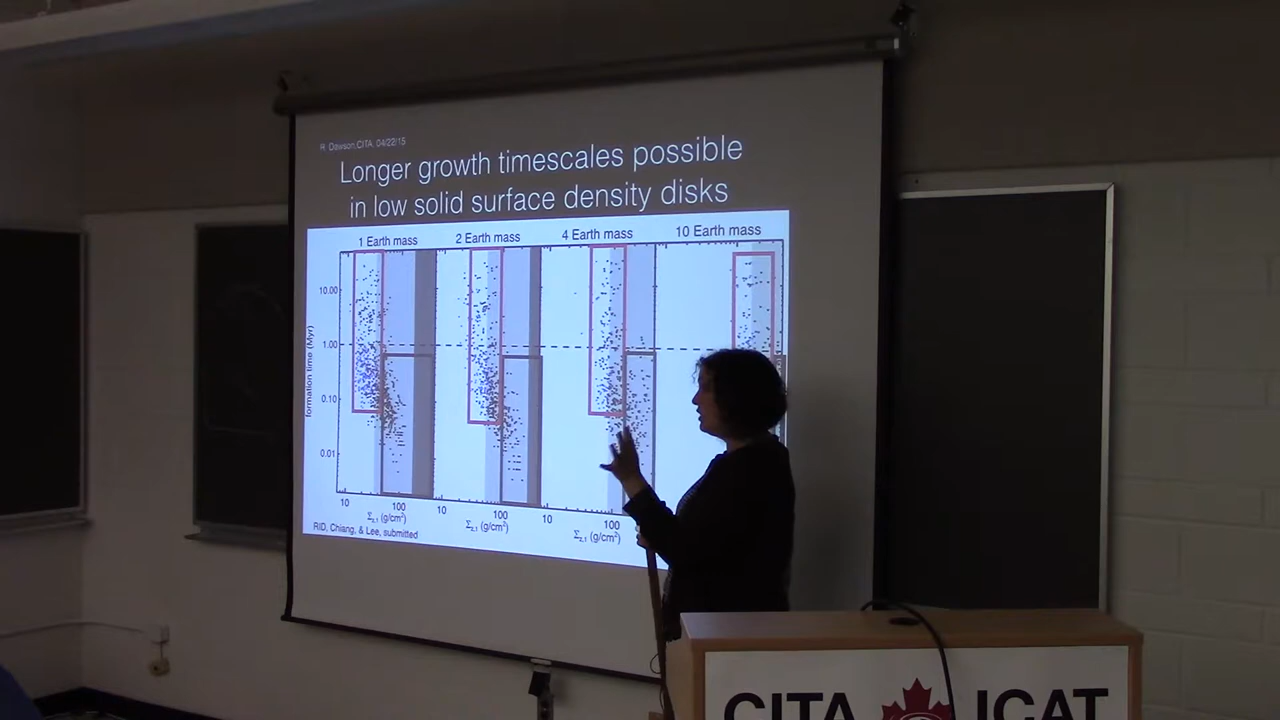 R. Dawson, CITA, 04/22/15
Longer growth timescales possible
in low solid surface density disks
1 Earth mass 2 Earth mass 4 Earth mass 10 Earth mass
formation time (Myr)
10.00
1.00
0.10
0.01
10 100 10 100 10 100
Σz,1 (g/cm²) Σz,1 (g/cm²) Σz,1 (g/cm²)
RID, Chiang, & Lee, submitted
CITA ICAT